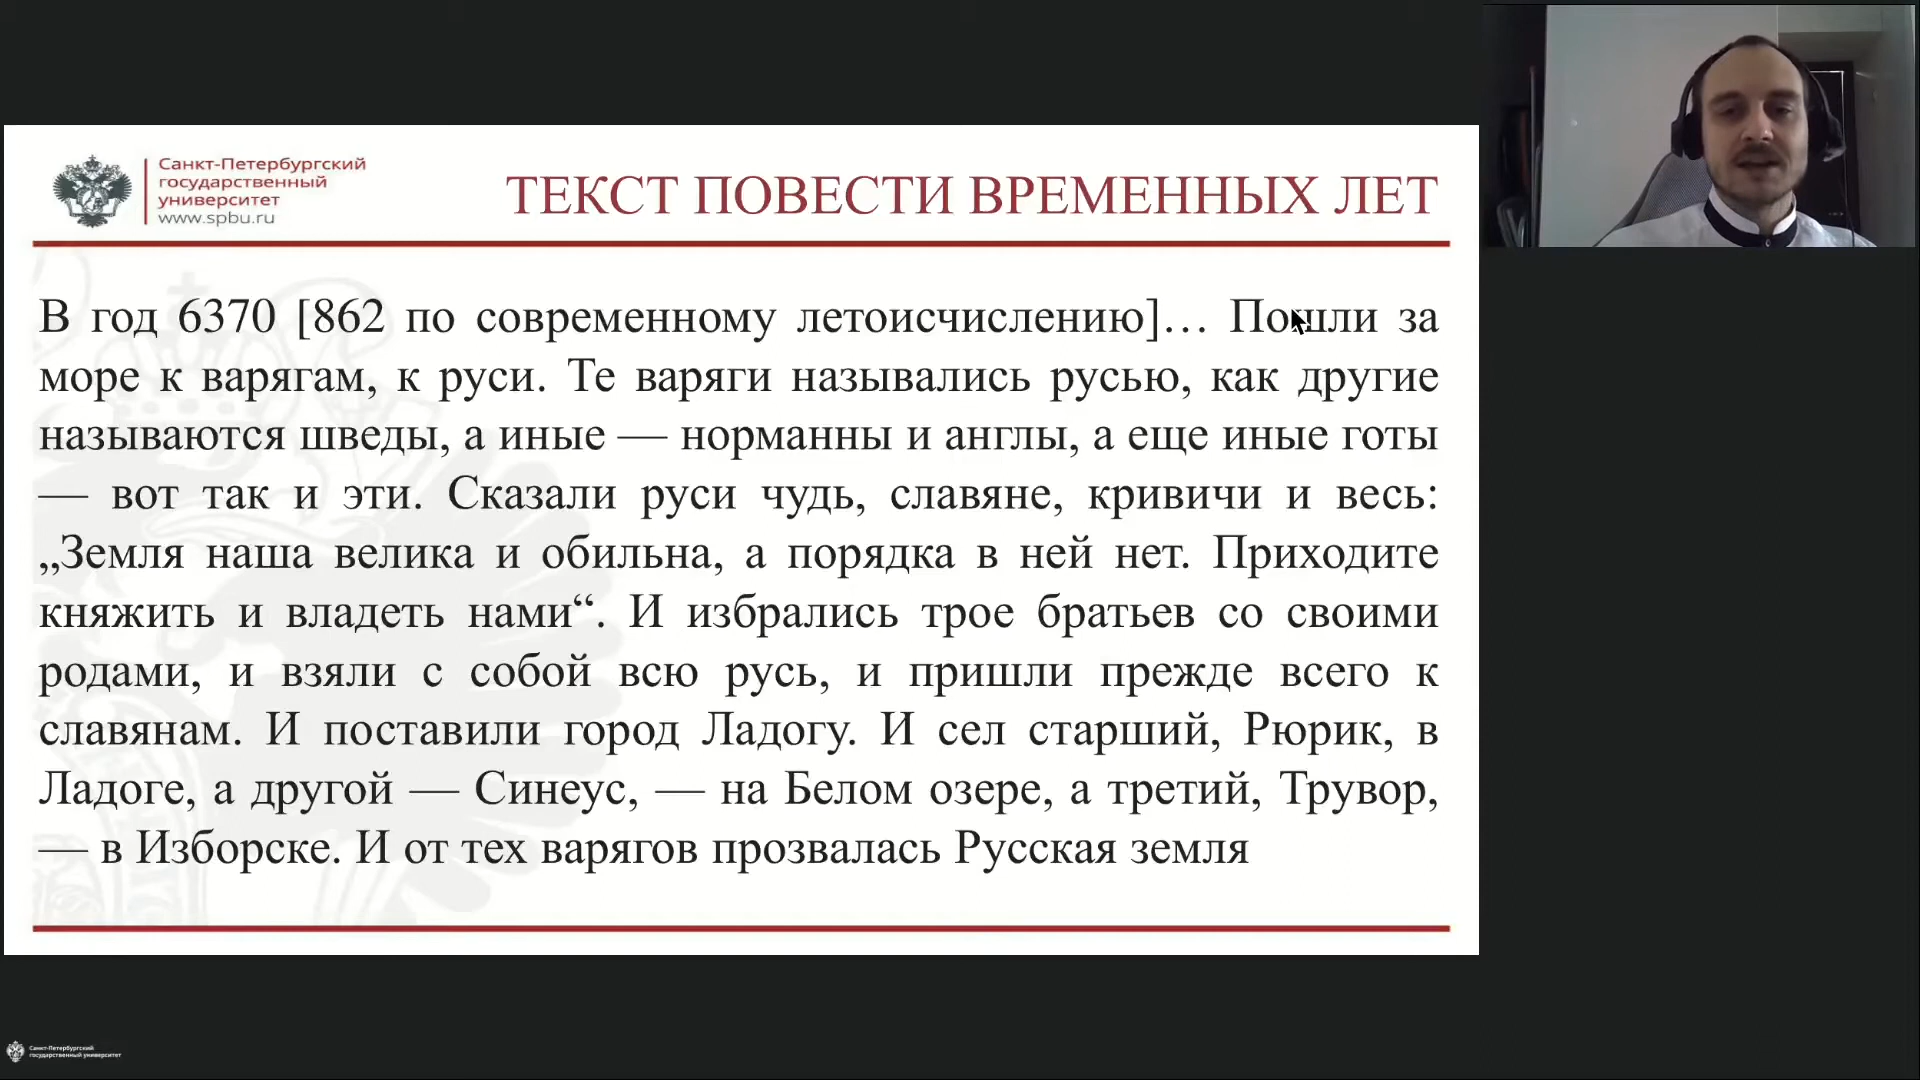 Санкт-Петербургский
государственный
университет
www.spbu.ru
ТЕКСТ ПОВЕСТИ ВРЕМЕННЫХ ЛЕТ
В год 6370 [862 по современному летоисчислению]… Пошли за
море к варягам, к руси. Те варяги назывались русью, как другие
называются шведы, а иные — норманны и англы, а еще иные готы
— вот так и эти. Сказали руси чудь, славяне, кривичи и весь:
„Земля наша велика и обильна, а порядка в ней нет. Приходите
княжить и владеть нами“. И избрались трое братьев со своими
родами, и взяли с собой всю русь, и пришли прежде всего к
славянам. И поставили город Ладогу. И сел старший, Рюрик, в
Ладоге, а другой — Синеус, — на Белом озере, а третий, Трувор,
— в Изборске. И от тех варягов прозвалась Русская земля
Санкт-Петербургский
государственный университет